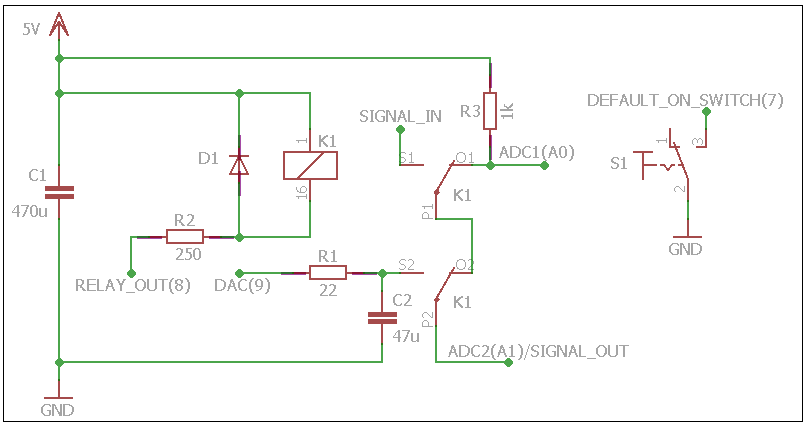 5V
SIGNAL_IN
R3
1k
DEFAULT_ON_SWITCH(7)
D1
1
K1
16
S1
O1
ADC1(A0)
K1
P1
S1
1
3
2
GND
C1
470u
R2
250
RELAY_OUT(8)
DAC(9)
R1
22
S2
O2
K1
P2
C2
47u
ADC2(A1)/SIGNAL_OUT
GND